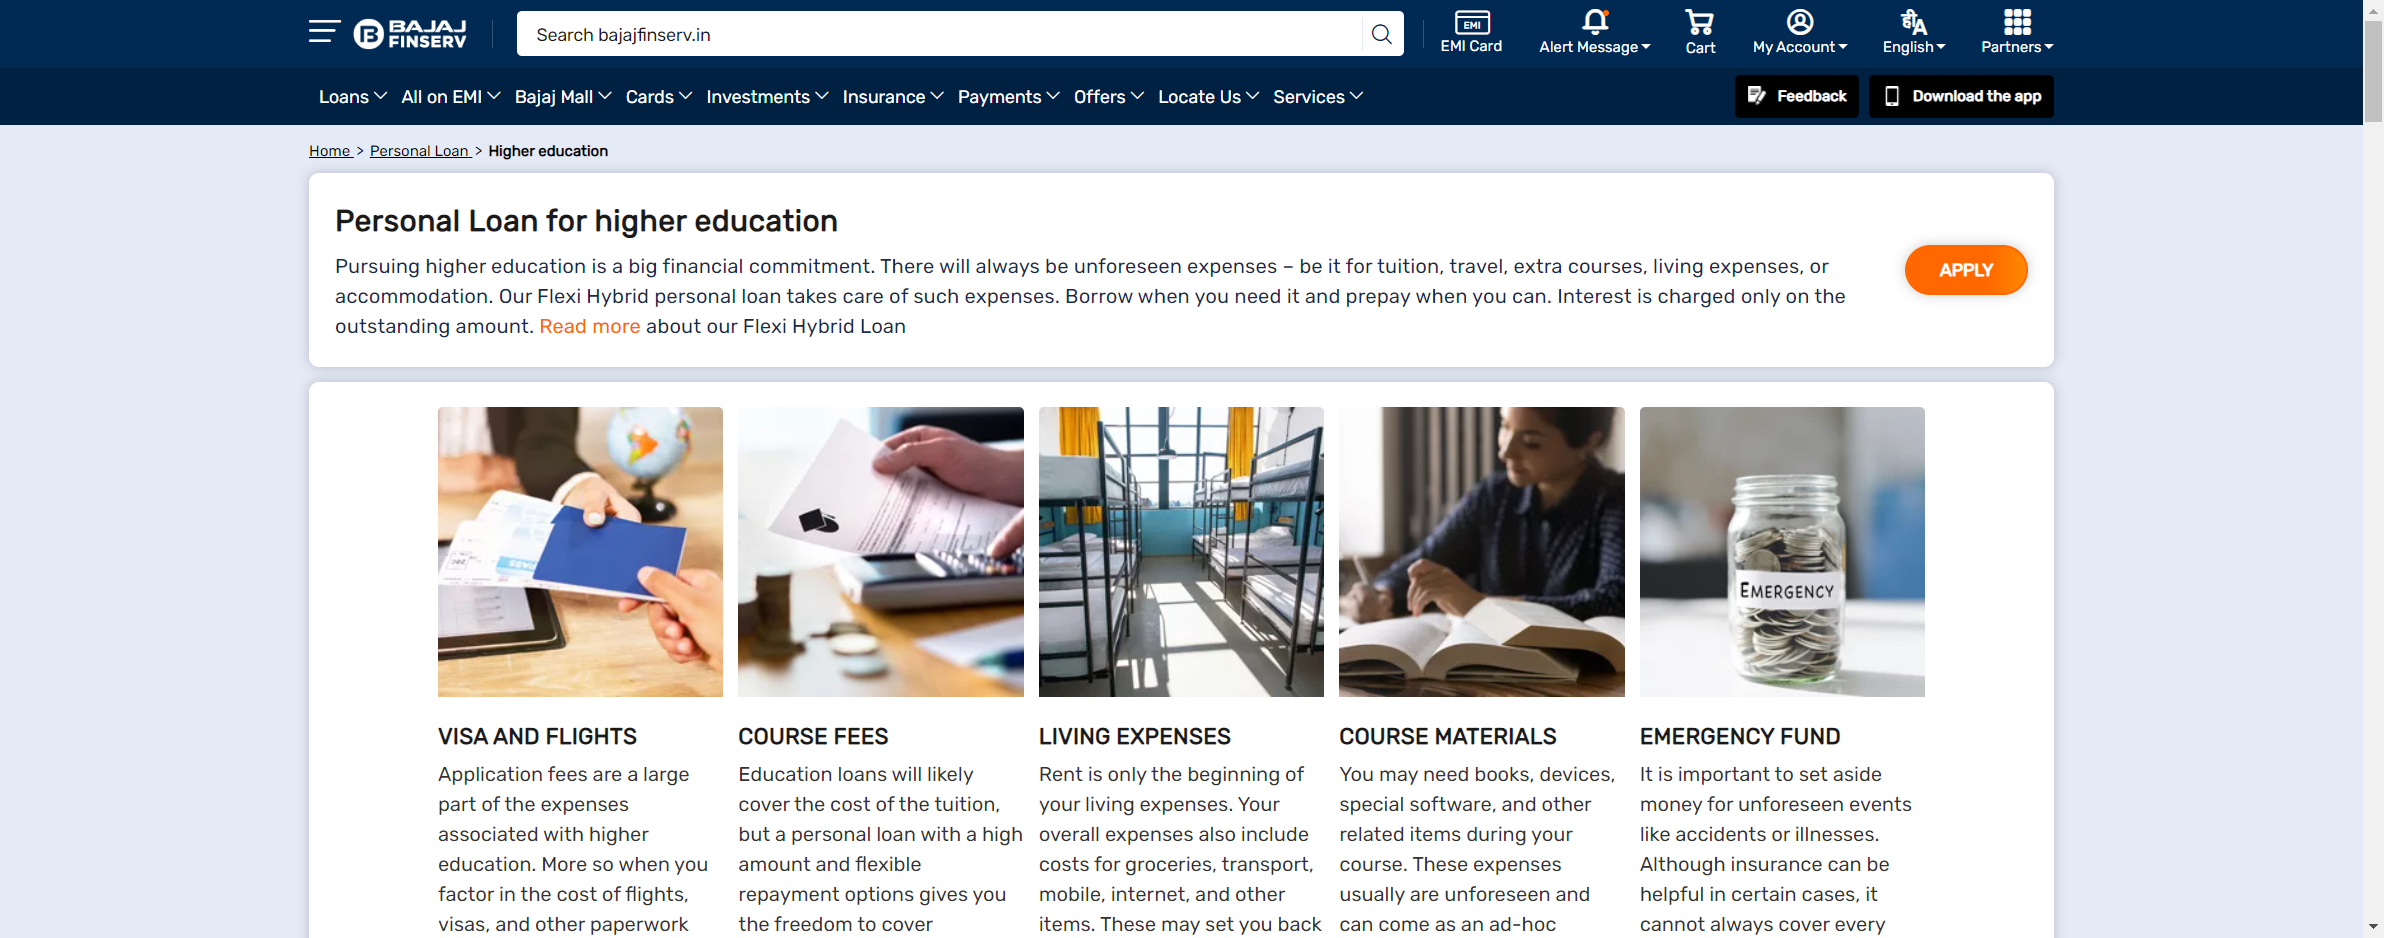 BAJAJ
FINSERV
Search bajajfinserv.in
EMI
EMI Card
Alert Message
Cart
My Account
हीA
English
Partners
Loans All on EMI Bajaj Mall Cards Investments Insurance Payments Offers Locate Us Services
Feedback
Download the app
Home > Personal Loan > Higher education
Personal Loan for higher education
Pursuing higher education is a big financial commitment. There will always be unforeseen expenses – be it for tuition, travel, extra courses, living expenses, or
accommodation. Our Flexi Hybrid personal loan takes care of such expenses. Borrow when you need it and prepay when you can. Interest is charged only on the
outstanding amount. Read more about our Flexi Hybrid Loan
APPLY
EMERGENCY
VISA AND FLIGHTS
Application fees are a large
part of the expenses
associated with higher
education. More so when you
factor in the cost of flights,
visas, and other paperwork
COURSE FEES
Education loans will likely
cover the cost of the tuition,
but a personal loan with a high
amount and flexible
repayment options gives you
the freedom to cover
LIVING EXPENSES
Rent is only the beginning of
your living expenses. Your
overall expenses also include
costs for groceries, transport,
mobile, internet, and other
items. These may set you back
COURSE MATERIALS
You may need books, devices,
special software, and other
related items during your
course. These expenses
usually are unforeseen and
can come as an ad-hoc
EMERGENCY FUND
It is important to set aside
money for unforeseen events
like accidents or illnesses.
Although insurance can be
helpful in certain cases, it
cannot always cover every